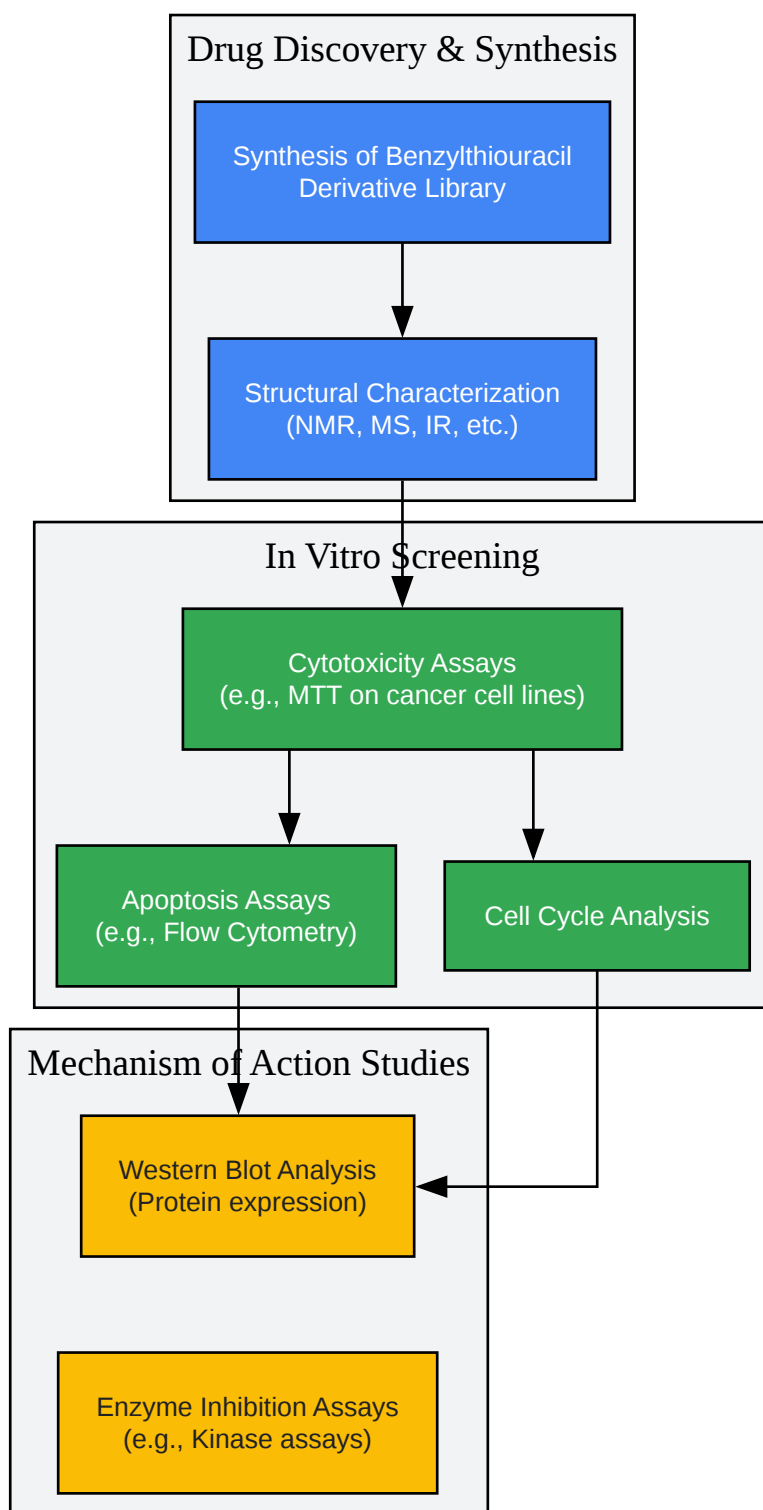 Drug Discovery & Synthesis
Synthesis of Benzylthiouracil
Derivative Library
Structural Characterization
(NMR, MS, IR, etc.)
In Vitro Screening
Cytotoxicity Assays
(e.g., MTT on cancer cell lines)
Apoptosis Assays
(e.g., Flow Cytometry)
Cell Cycle Analysis
Mechanism of Action Studies
Western Blot Analysis
(Protein expression)
Enzyme Inhibition Assays
(e.g., Kinase assays)